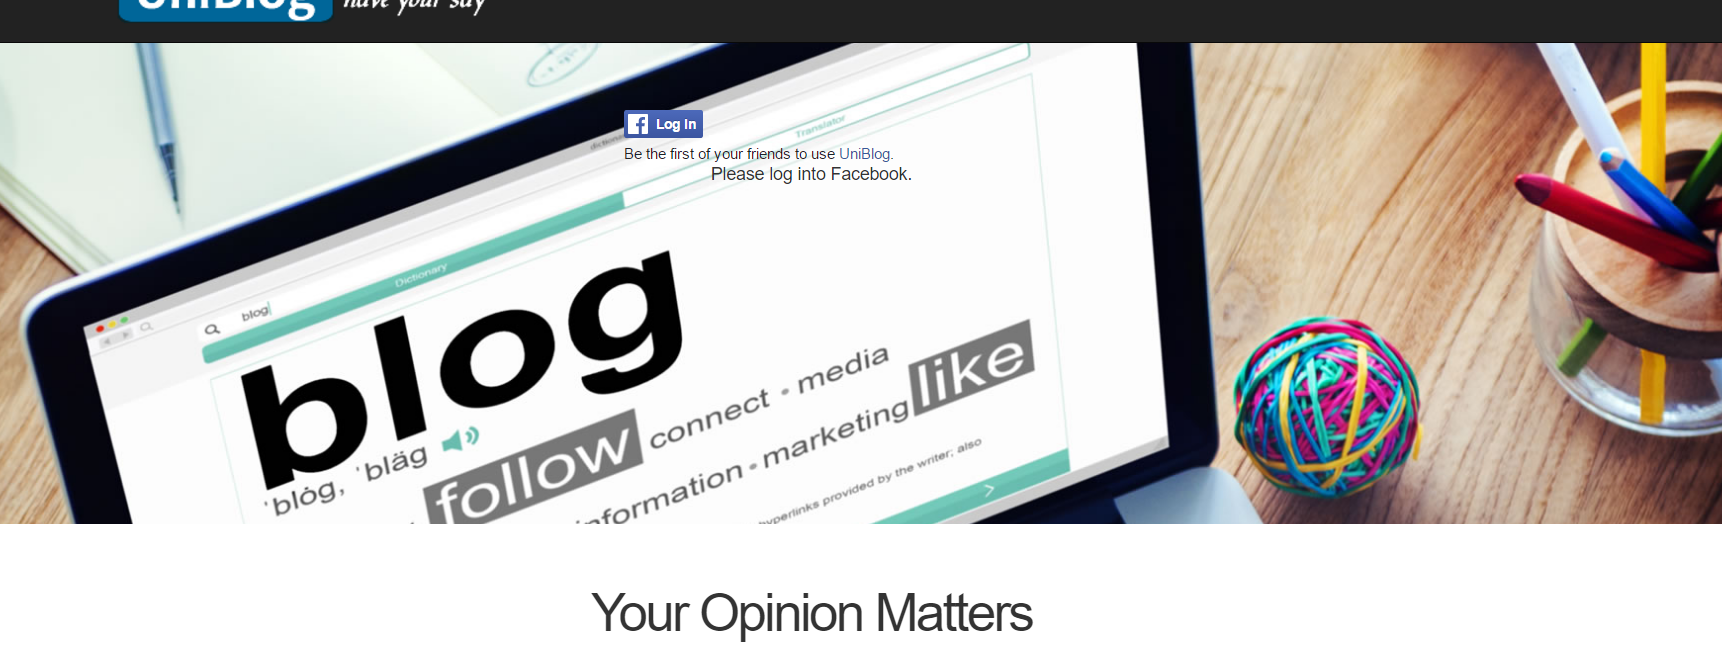 UniBlog have your say
Log In
Be the first of your friends to use UniBlog.
Please log into Facebook.
Translator
Dictionary
blog
blog
'blóg, 'bläg
follow connect • media
information • marketing like
hyperlinks provided by the writer; also
Your Opinion Matters